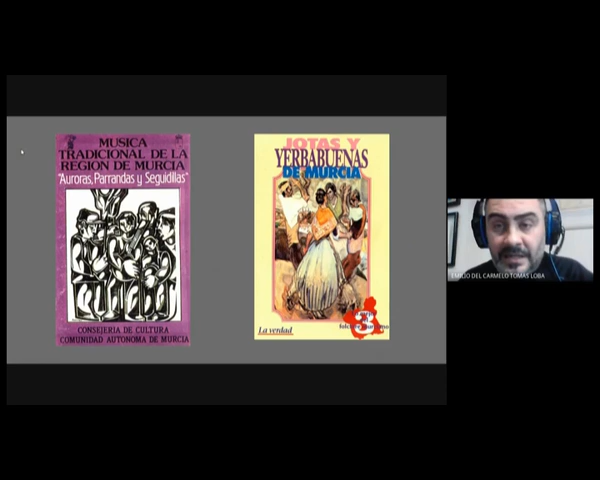 MUSICA
TRADICIONAL DE LA
REGION DE MURCIA
"Auroras, Parrandas y Seguidillas"
CONSEJERIA DE CULTURA
COMUNIDAD AUTONOMA DE MURCIA
JOTAS Y
YERBABUENAS
DE MURCIA
La verdad
3
EMILIO DEL CARMELO TOMAS LOBA